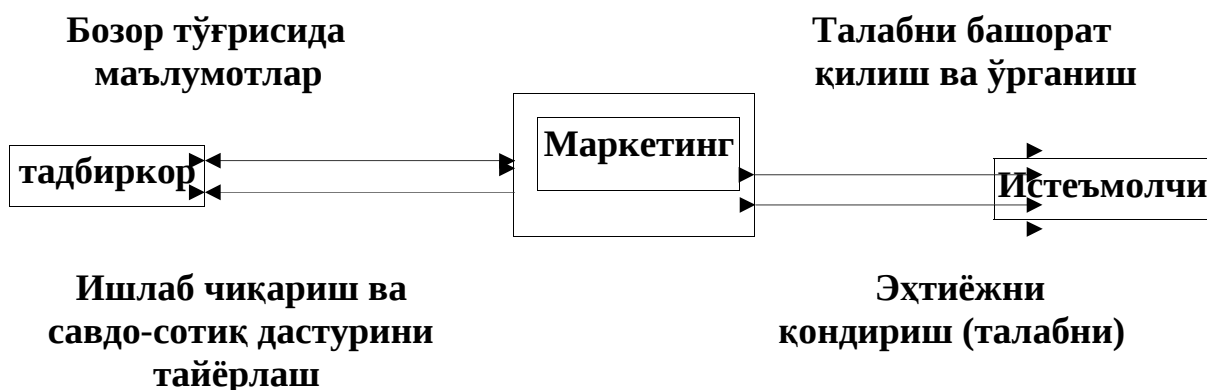 Бозор тўғрисида
маълумотлар
Талабни башорат
қилиш ва ўрганиш
тадбиркор
Маркетинг
Истеъмолчи
Ишлаб чиқариш ва
савдо-сотиқ дастурини
тайёрлаш
Эҳтиёжни
қондириш (талабни)